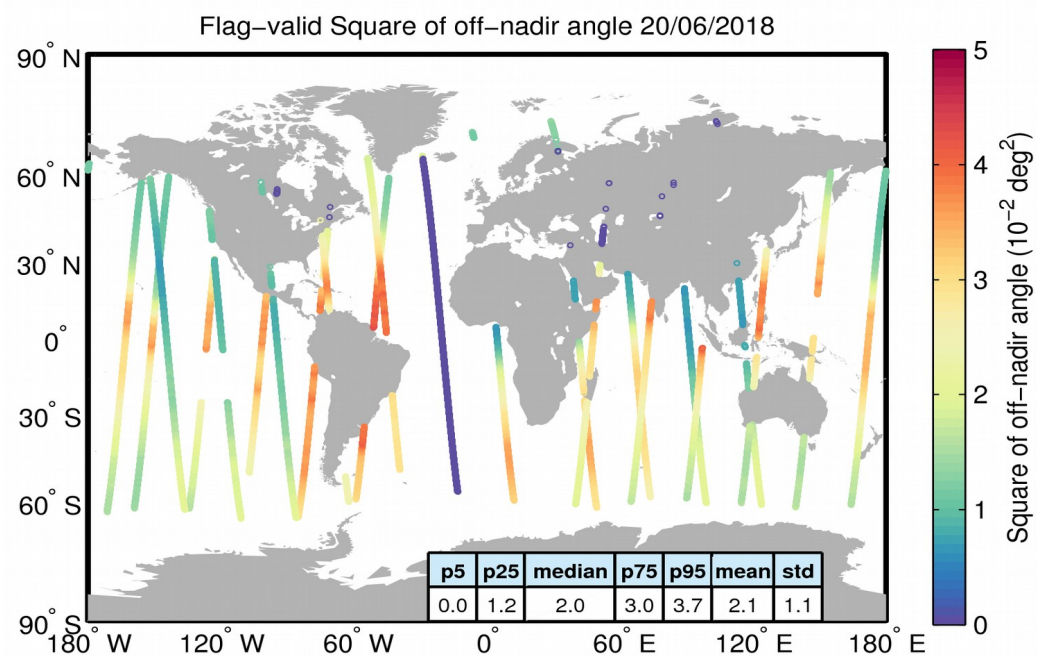 Flag−valid Square of off−nadir angle 20/06/2018
90° N
60° N
30° N
0°
30° S
60° S
90° S
180° W
120° W
60° W
0°
60° E
120° E
180° E
p5 p25 median p75 p95 mean std
0.0 1.2 2.0 3.0 3.7 2.1 1.1
5
4
3
2
1
0
Square of off−nadir angle (10⁻² deg²)